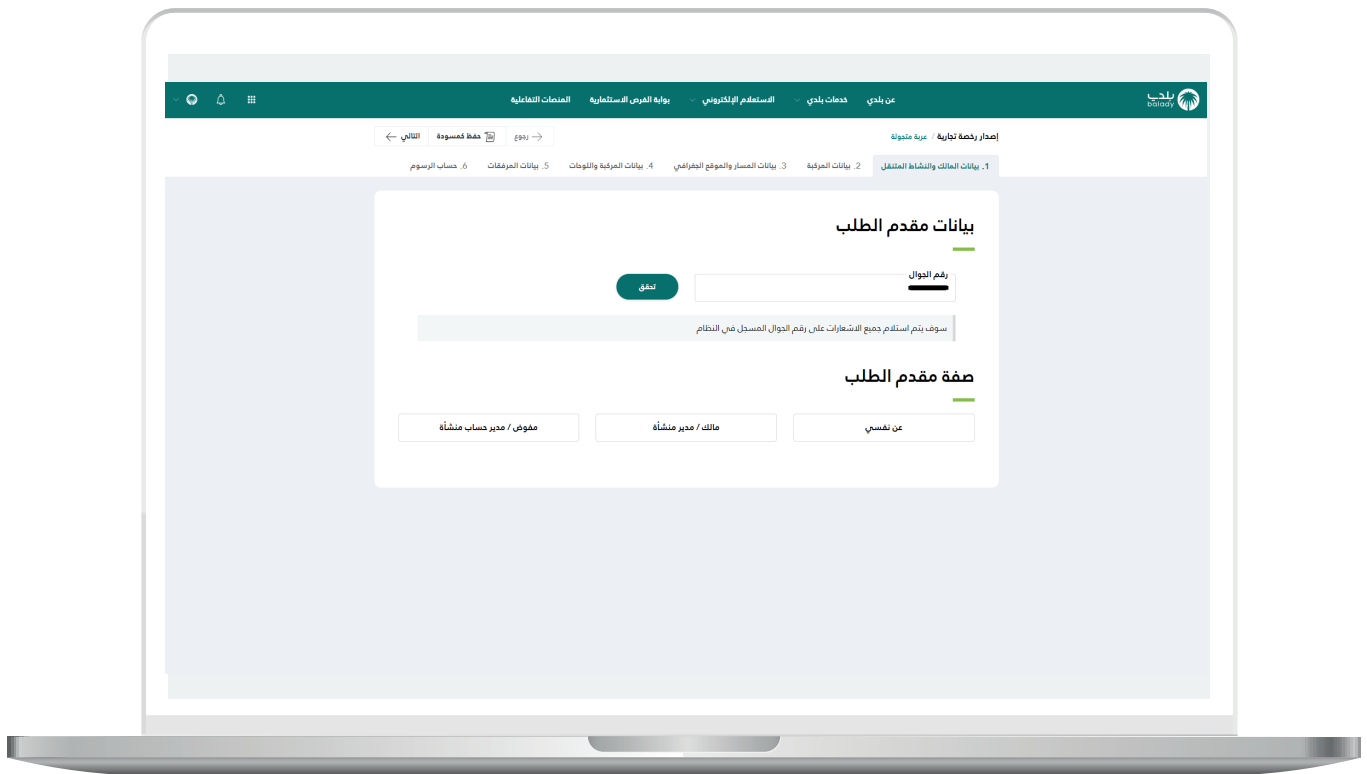 بلدي
balady
عن بلدي
خدمات بلدي
الاستعلام الإلكتروني
بوابة الفرص الاستثمارية
المنصات التفاعلية
إصدار رخصة تجارية / عربة متجولة
رجوع
حفظ كمسودة
التالي
1. بيانات المالك والنشاط المتنقل
2. بيانات المركبة
3. بيانات المسار والموقع الجغرافي
4. بيانات المركبة واللوحات
5. بيانات المرفقات
6. حساب الرسوم
بيانات مقدم الطلب
رقم الجوال
تحقق
سوف يتم استلام جميع الاشعارات على رقم الجوال المسجل في النظام
صفة مقدم الطلب
عن نفسي
مالك / مدير منشأة
مفوض / مدير حساب منشأة